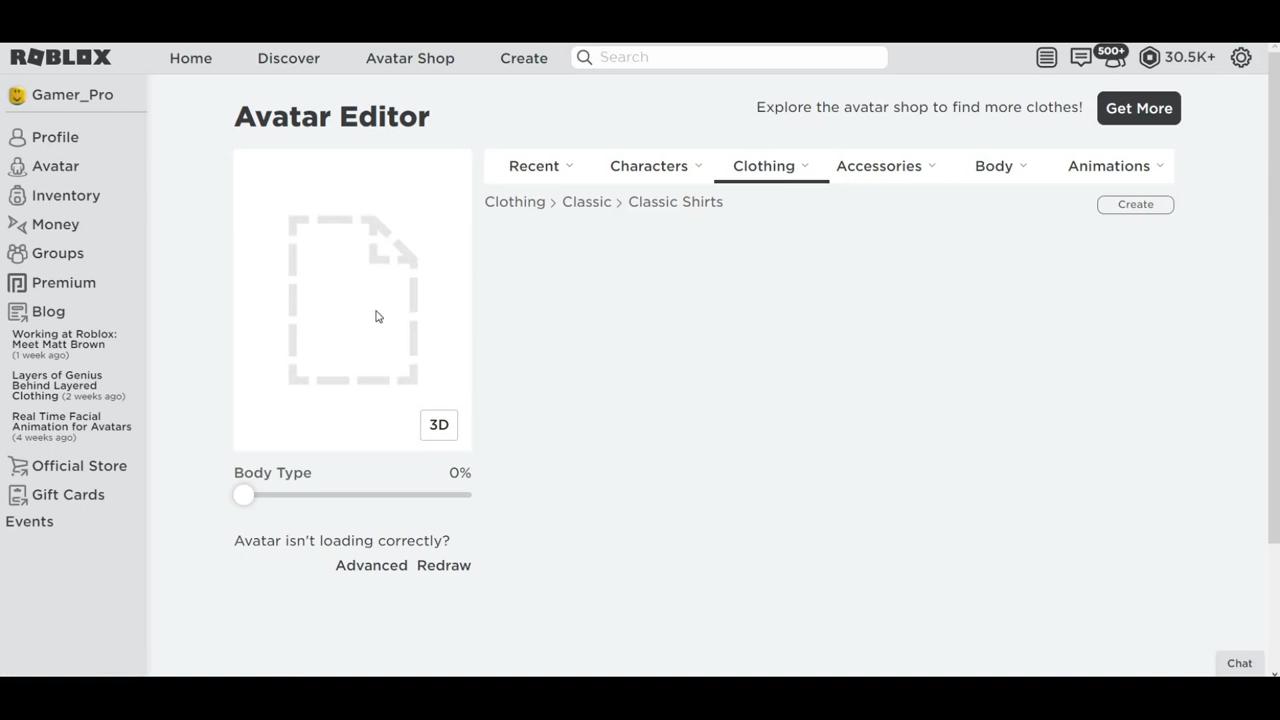 ROBLOX
Home
Discover
Avatar Shop
Create
Search
500+
30.5K+
Gamer_Pro
Profile
Avatar
Inventory
Money
Groups
Premium
Blog
Working at Roblox:
Meet Matt Brown
(1 week ago)
Layers of Genius
Behind Layered
Clothing (2 weeks ago)
Real Time Facial
Animation for Avatars
(4 weeks ago)
Official Store
Gift Cards
Events
Avatar Editor
Explore the avatar shop to find more clothes!
Get More
3D
Body Type 0%
Avatar isn't loading correctly?
Advanced Redraw
Recent
Characters
Clothing
Accessories
Body
Animations
Clothing > Classic > Classic Shirts
Create
Chat